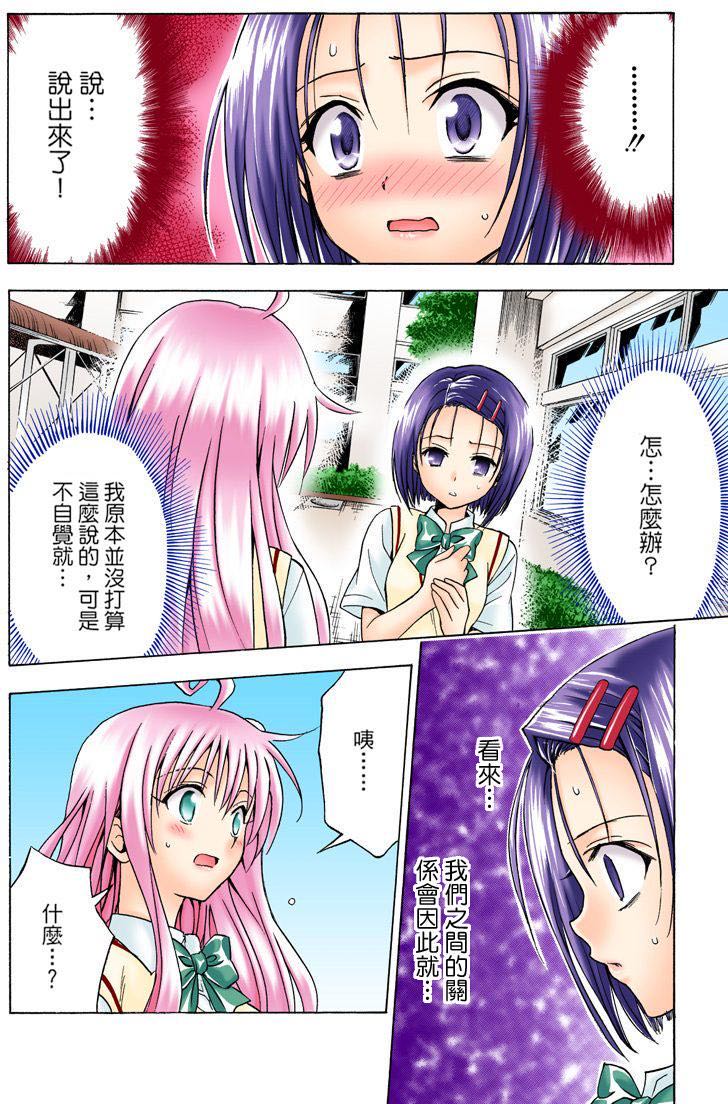 ……!!
說…
說出來了！
怎…怎麼辦？
我原本並沒打算
這麼說的，可是
不自覺就…
看來…
我們之間的關
係會因此就…
咦……
什麼…？